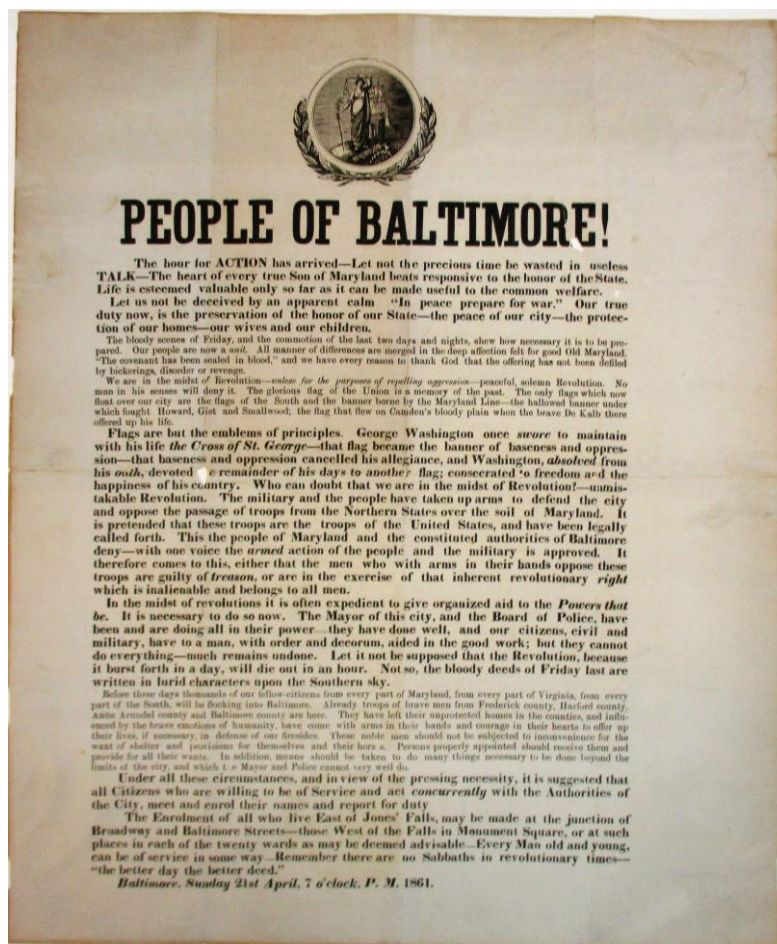 PEOPLE OF BALTIMORE!
The hour for ACTION has arrived—Let not the precious time be wasted in useless
TALK—The heart of every true Son of Maryland beats responsive to the honor of the State.
Life is esteemed valuable only so far as it can be made useful to the common welfare.
Let us not be deceived by an apparent calm "In peace prepare for war." Our true
duty now, is the preservation of the honor of our State—the peace of our city—the protec-
tion of our homes—our wives and our children.
The bloody scenes of Friday, and the commotion of the last two days and nights, shew how necessary it is to be pre-
pared. Our people are now a unit. All manner of differences are merged in the deep affection felt for good Old Maryland.
"The covenant has been sealed in blood," and we have every reason to thank God that the offering has not been defiled
by bickerings, disorder or revenge.
We are in the midst of Revolution—unless for the purposes of repelling aggression—peaceful, solemn Revolution. No
man in his senses will deny it. The glorious flag of the Union is a memory of the past. The only flags which now
float over our city are the flags of the South and the banner borne by the Maryland Line—the hallowed banner under
which fought Howard, Gist and Smallwood; the flag that flew on Camden's bloody plain when the brave De Kalb there
offered up his life.
Flags are but the emblems of principles. George Washington once swore to maintain
with his life the Cross of St. George—that flag became the banner of baseness and oppres-
sion—that baseness and oppression cancelled his allegiance, and Washington, absolved from
his oath, devoted e remainder of his days to another flag; consecrated to freedom and the
happiness of his country. Who can doubt that we are in the midst of Revolution?—unmis-
takable Revolution. The military and the people have taken up arms to defend the city
and oppose the passage of troops from the Northern States over the soil of Maryland. It
is pretended that these troops are the troops of the United States, and have been legally
called forth. This the people of Maryland and the constituted authorities of Baltimore
deny—with one voice the armed action of the people and the military is approved. It
therefore comes to this, either that the men who with arms in their hands oppose these
troops are guilty of treason, or are in the exercise of that inherent revolutionary right
which is inalienable and belongs to all men.
In the midst of revolutions it is often expedient to give organized aid to the Powers that
be. It is necessary to do so now. The Mayor of this city, and the Board of Police, have
been and are doing all in their power—they have done well, and our citizens, civil and
military, have to a man, with order and decorum, aided in the good work; but they cannot
do everything—much remains undone. Let it not be supposed that the Revolution, because
it burst forth in a day, will die out in an hour. Not so, the bloody deeds of Friday last are
written in lurid characters upon the Southern sky.
Before three days thousands of our fellow-citizens from every part of Maryland, from every part of Virginia, from every
part of the South, will be flocking into Baltimore. Already troops of brave men from Frederick county, Harford county,
Anne Arundel county and Baltimore county are here. They have left their unprotected homes in the counties, and influ-
enced by the brave emotions of humanity, have come with arms in their hands and courage in their hearts to offer up
their lives, if necessary, in defense of our firesides. These noble men should not be subjected to inconvenience for the
want of shelter and provisions for themselves and their hors s. Persons properly appointed should receive them and
provide for all their wants. In addition, means should be taken to do many things necessary to be done beyond the
limits of the city, and which t e Mayor and Police cannot very well do.
Under all these circumstances, and in view of the pressing necessity, it is suggested that
all Citizens who are willing to be of Service and act concurrently with the Authorities of
the City, meet and enrol their names and report for duty
The Enrolment of all who live East of Jones' Falls, may be made at the junction of
Broadway and Baltimore Streets—those West of the Falls in Monument Square, or at such
places in each of the twenty wards as may be deemed advisable—Every Man old and young,
can be of service in some way—Remember there are no Sabbaths in revolutionary times—
"the better day the better deed."
Baltimore, Sunday 21st April, 7 o'clock, P. M. 1861.